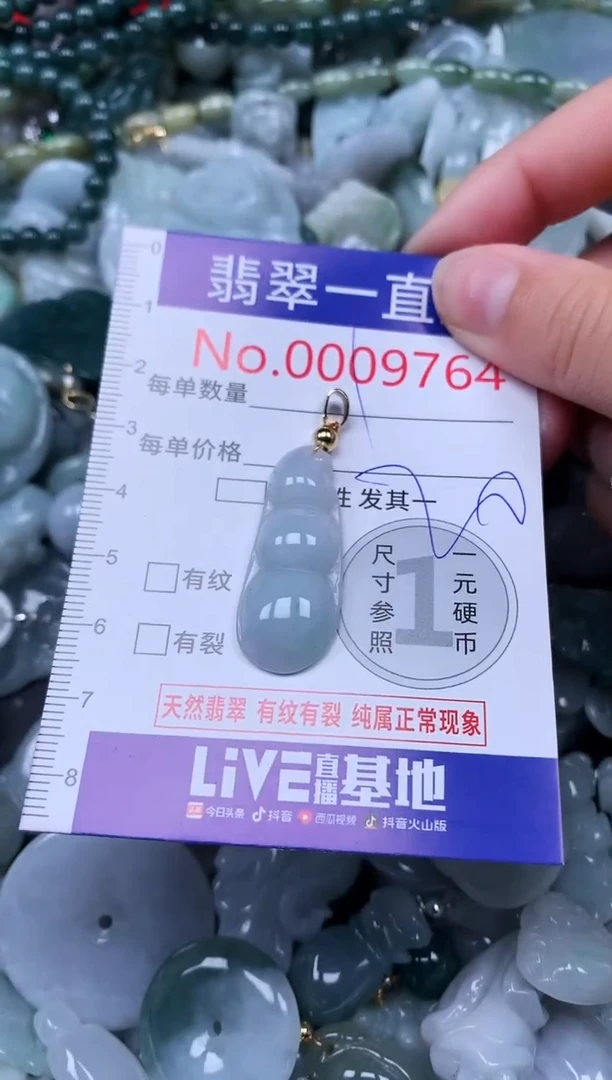 0
翡翠一直
1
No.0009764
2
每单数量
3
每单价格
4
性发其一
5
有纹
尺寸参照
1
一元硬币
6
有裂
7
天然翡翠 有纹有裂 纯属正常现象
8
LiVE直播基地
今日头条 抖音 西瓜视频 抖音火山版